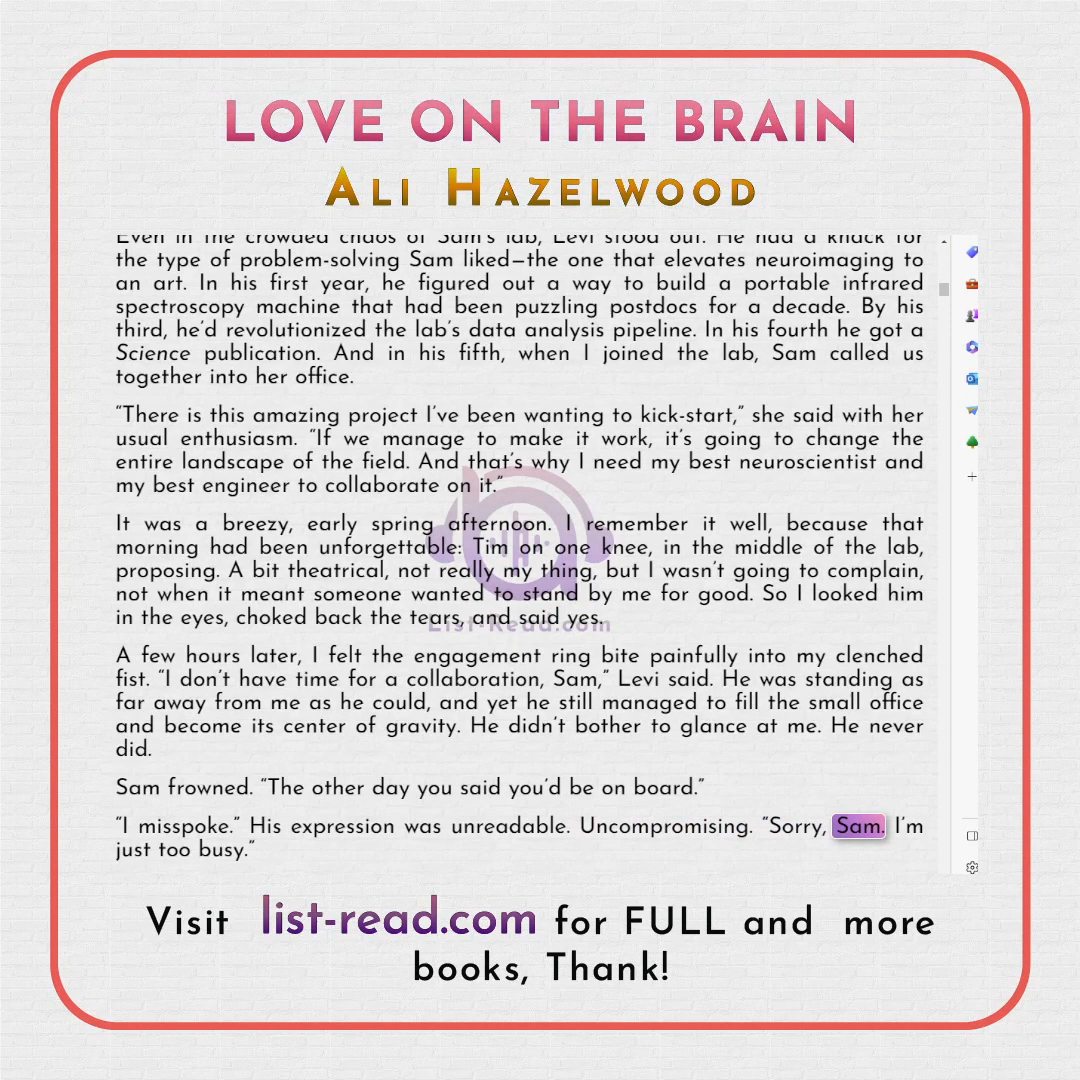 LOVE ON THE BRAIN
ALI HAZELWOOD
Even in the crowded chaos of Sam's lab, Levi stood out. He had a knack for
the type of problem-solving Sam liked—the one that elevates neuroimaging to
an art. In his first year, he figured out a way to build a portable infrared
spectroscopy machine that had been puzzling postdocs for a decade. By his
third, he'd revolutionized the lab's data analysis pipeline. In his fourth he got a
Science publication. And in his fifth, when I joined the lab, Sam called us
together into her office.
“There is this amazing project I've been wanting to kick-start,” she said with her
usual enthusiasm. “If we manage to make it work, it's going to change the
entire landscape of the field. And that's why I need my best neuroscientist and
my best engineer to collaborate on it.”
It was a breezy, early spring afternoon. I remember it well, because that
morning had been unforgettable: Tim on one knee, in the middle of the lab,
proposing. A bit theatrical, not really my thing, but I wasn't going to complain,
not when it meant someone wanted to stand by me for good. So I looked him
in the eyes, choked back the tears, and said yes.
List-Read.com
A few hours later, I felt the engagement ring bite painfully into my clenched
fist. “I don't have time for a collaboration, Sam,” Levi said. He was standing as
far away from me as he could, and yet he still managed to fill the small office
and become its center of gravity. He didn't bother to glance at me. He never
did.
Sam frowned. “The other day you said you'd be on board.”
“I misspoke.” His expression was unreadable. Uncompromising. “Sorry, Sam. I'm
just too busy.”
Visit list-read.com for FULL and more
books, Thank!